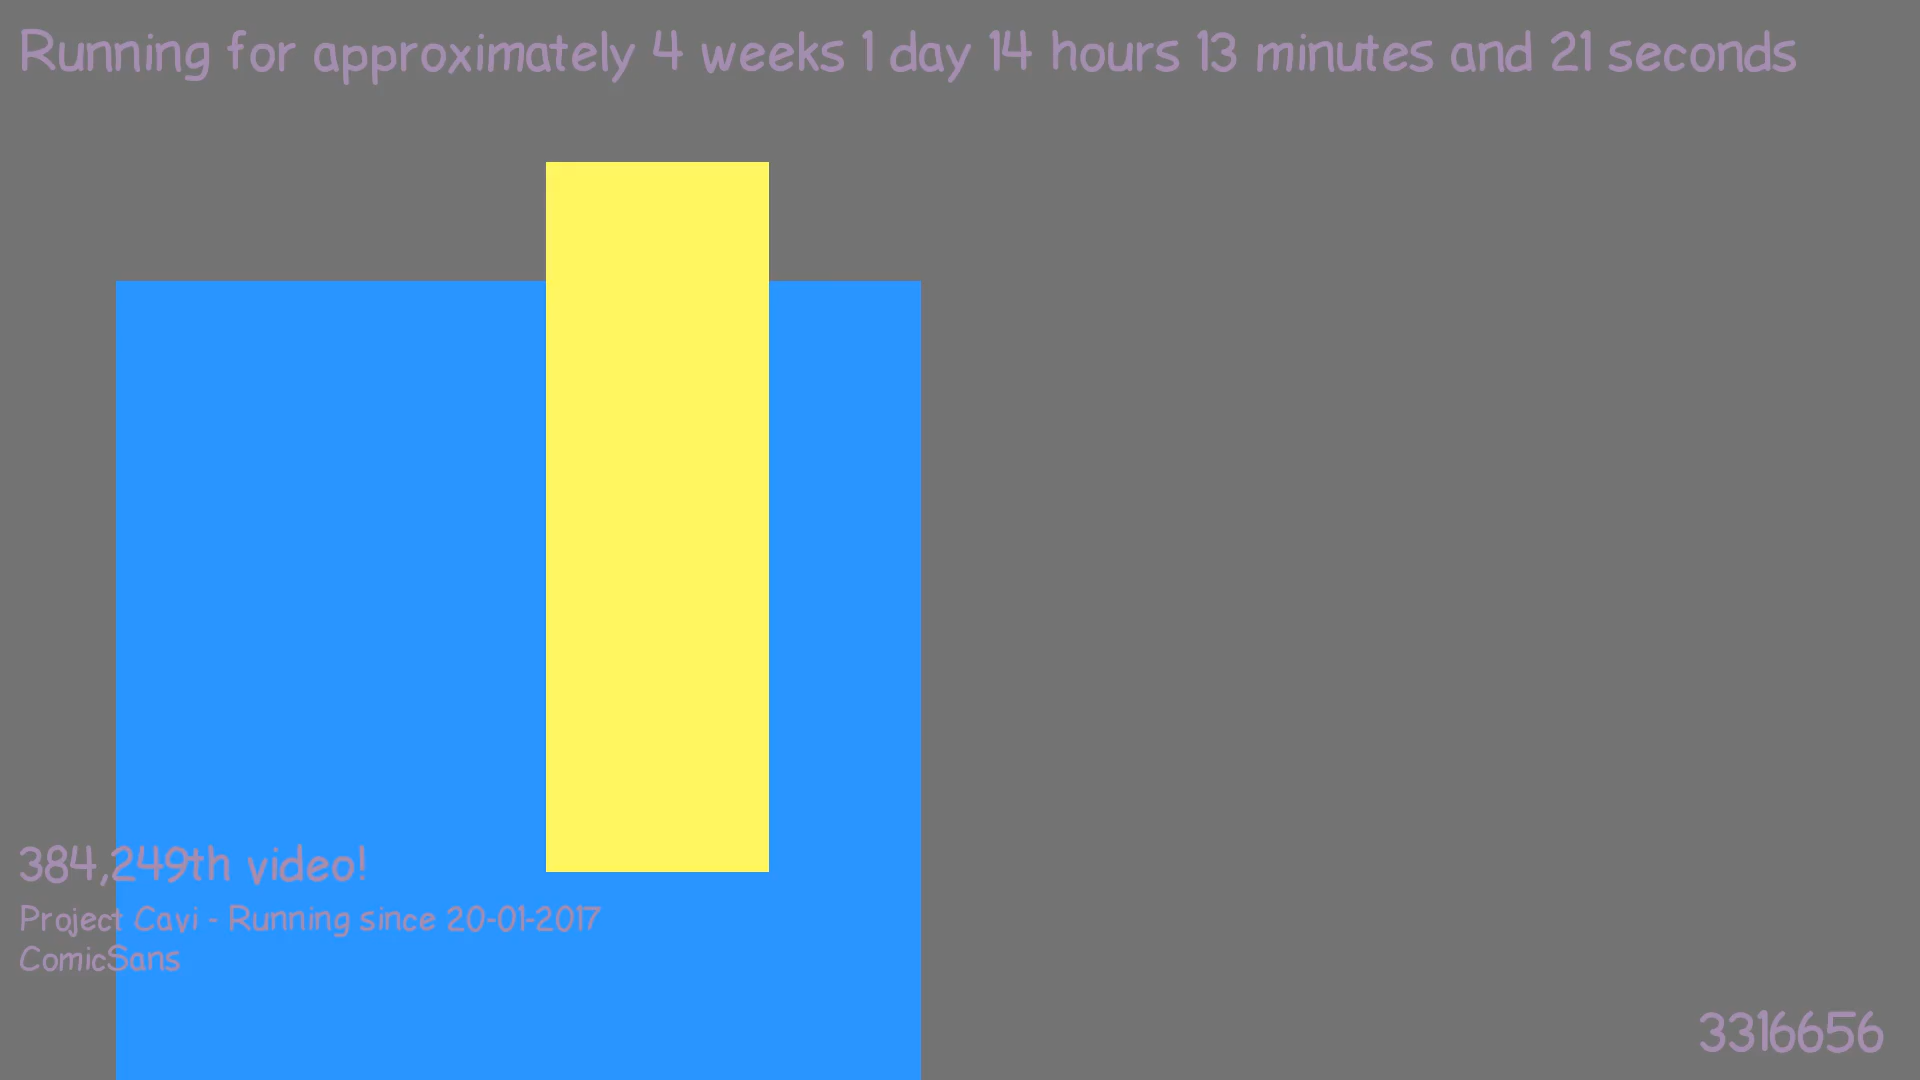 Running for approximately 4 weeks 1 day 14 hours 13 minutes and 21 seconds
384,249th video!
Project Cavi - Running since 20-01-2017
ComicSans
3316656